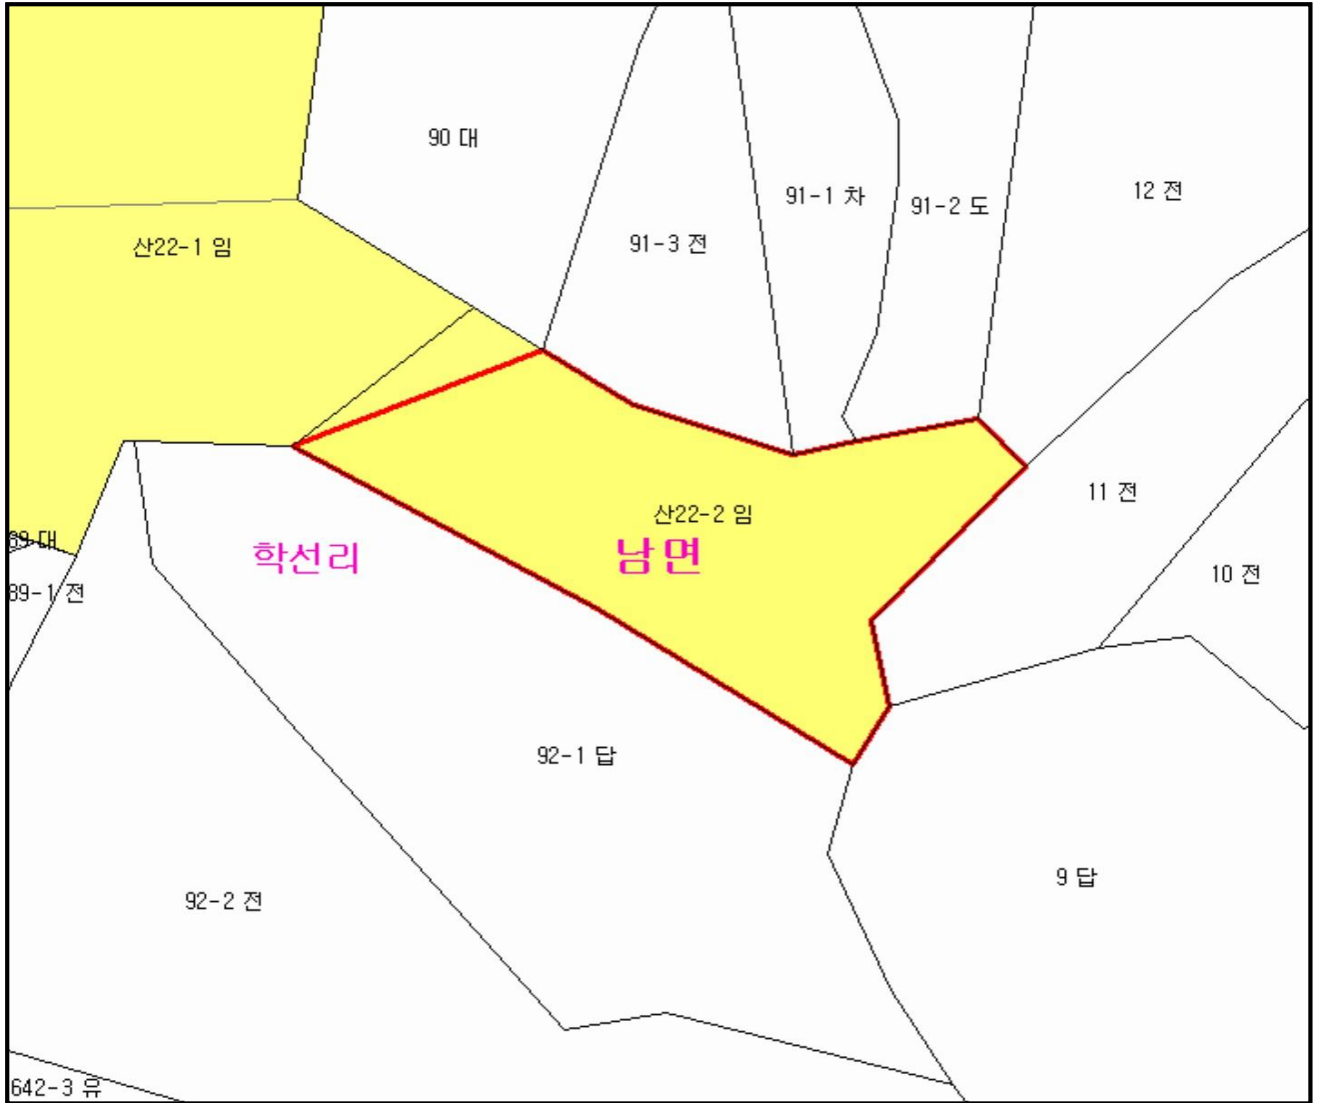 90 대
12 전
91-1 차
91-2 도
91-3 전
산22-1 임
11 전
산22-2 임
89 대
남면
학선리
10 전
89-1 전
92-1 답
9 답
92-2 전
642-3 유